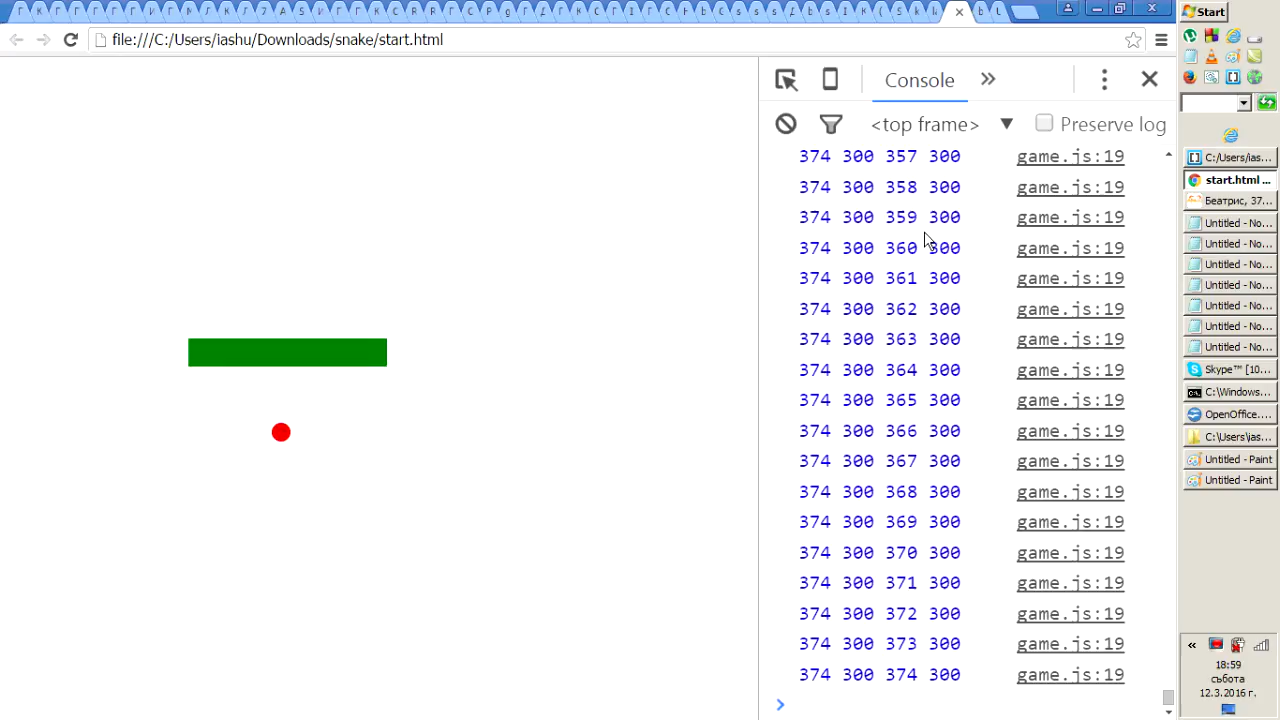 Start
file:///C:/Users/iashu/Downloads/snake/start.html
Console
<top frame>
Preserve log
374 300 357 300 game.js:19
374 300 358 300 game.js:19
374 300 359 300 game.js:19
374 300 360 300 game.js:19
374 300 361 300 game.js:19
374 300 362 300 game.js:19
374 300 363 300 game.js:19
374 300 364 300 game.js:19
374 300 365 300 game.js:19
374 300 366 300 game.js:19
374 300 367 300 game.js:19
374 300 368 300 game.js:19
374 300 369 300 game.js:19
374 300 370 300 game.js:19
374 300 371 300 game.js:19
374 300 372 300 game.js:19
374 300 373 300 game.js:19
374 300 374 300 game.js:19
C:/Users/ias...
start.html ...
Беатрис, 37...
Untitled - No...
Untitled - No...
Untitled - No...
Untitled - No...
Untitled - No...
Untitled - No...
Untitled - No...
Skype™ [10...
C:\Windows...
OpenOffice....
C:\Users\ias...
Untitled - Paint
Untitled - Paint
18:59
събота
12.3.2016 г.